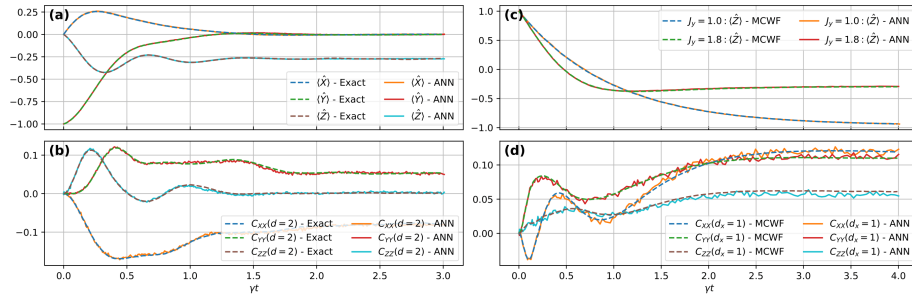 (a)
0.25
0.00
−0.25
−0.50
−0.75
−1.00
⟨X̂⟩ - Exact
⟨Ŷ⟩ - Exact
⟨Ẑ⟩ - Exact
⟨X̂⟩ - ANN
⟨Ŷ⟩ - ANN
⟨Ẑ⟩ - ANN
(b)
0.1
0.0
−0.1
C_XX(d = 2) - Exact
C_YY(d = 2) - Exact
C_ZZ(d = 2) - Exact
C_XX(d = 2) - ANN
C_YY(d = 2) - ANN
C_ZZ(d = 2) - ANN
0.0 0.5 1.0 1.5 2.0 2.5 3.0
γt
(c)
1.0
0.5
0.0
−0.5
−1.0
J_y = 1.0 : ⟨Ẑ⟩ - MCWF
J_y = 1.8 : ⟨Ẑ⟩ - MCWF
J_y = 1.0 : ⟨Ẑ⟩ - ANN
J_y = 1.8 : ⟨Ẑ⟩ - ANN
(d)
0.10
0.05
0.00
C_XX(d_x = 1) - MCWF
C_YY(d_x = 1) - MCWF
C_ZZ(d_x = 1) - MCWF
C_XX(d_x = 1) - ANN
C_YY(d_x = 1) - ANN
C_ZZ(d_x = 1) - ANN
0.0 0.5 1.0 1.5 2.0 2.5 3.0 3.5 4.0
γt